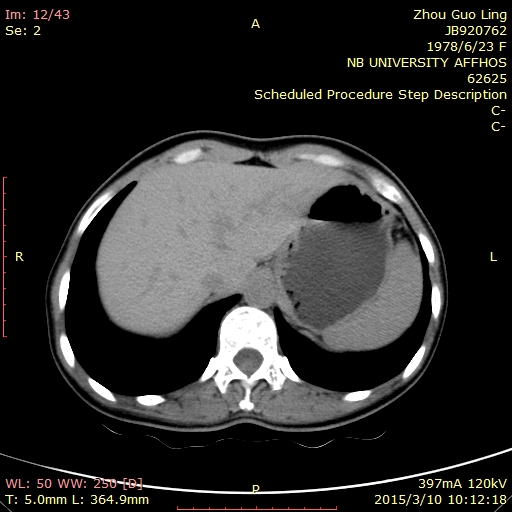 Im: 12/43
Se: 2
A
Zhou Guo Ling
JB920762
1978/6/23 F
NB UNIVERSITY AFFHOS
62625
Scheduled Procedure Step Description
C-
C-
R
L
WL: 50 WW: 250 [D]
T: 5.0mm L: 364.9mm
P
397mA 120kV
2015/3/10 10:12:18